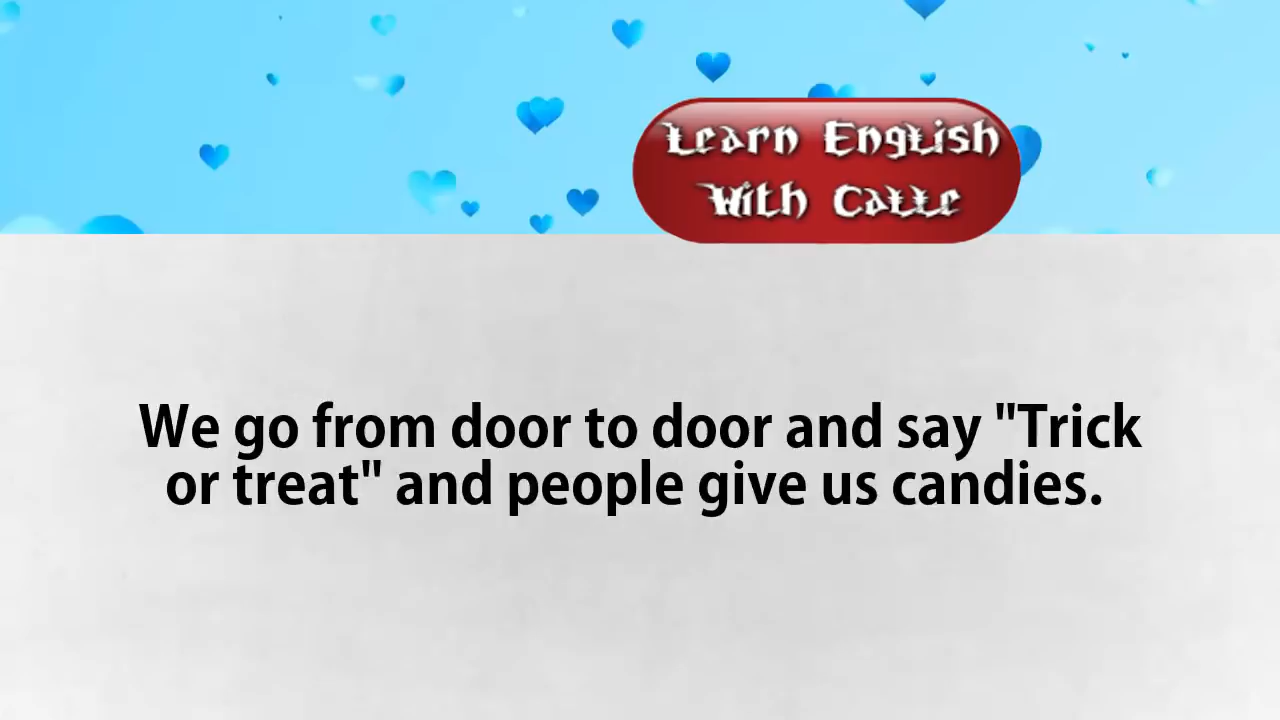 Learn English
With Calle
We go from door to door and say "Trick
or treat" and people give us candies.